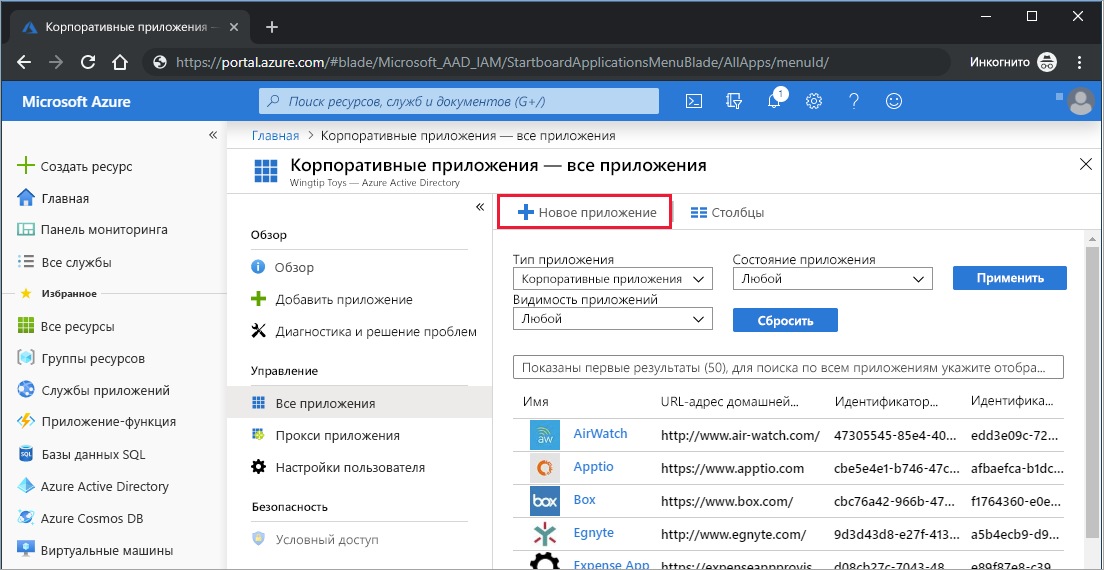 Корпоративные приложения —
https://portal.azure.com/#blade/Microsoft_AAD_IAM/StartboardApplicationsMenuBlade/AllApps/menuId/
Инкогнито
Microsoft Azure
Поиск ресурсов, служб и документов (G+/)
1
Главная > Корпоративные приложения — все приложения
Корпоративные приложения — все приложения
Wingtip Toys — Azure Active Directory
Создать ресурс
Главная
Панель мониторинга
Все службы
Избранное
Все ресурсы
Группы ресурсов
Службы приложений
Приложение-функция
Базы данных SQL
Azure Active Directory
Azure Cosmos DB
Виртуальные машины
Обзор
Обзор
Добавить приложение
Диагностика и решение проблем
Управление
Все приложения
Прокси приложения
Настройки пользователя
Безопасность
Условный доступ
Новое приложение
Столбцы
Тип приложения
Состояние приложения
Корпоративные приложения
Любой
Применить
Видимость приложений
Любой
Сбросить
Показаны первые результаты (50), для поиска по всем приложениям укажите отобра...
Имя URL-адрес домашней... Идентификатор... Идентифика...
aw AirWatch http://www.air-watch.com/ 47305545-85e4-40... edd3e09c-72...
Apptio https://www.apptio.com cbe5e4e1-b746-47c... afbaefca-b1dc...
box Box https://www.box.com/ cbc76a42-966b-47... f1764360-e0e...
Egnyte http://www.egnyte.com/ 9d3d43d8-e27f-413... a5b4ecb9-d9...
Expense App https://expenseappprovis... d08cb27c-7043-48... e89f87e8-c39...